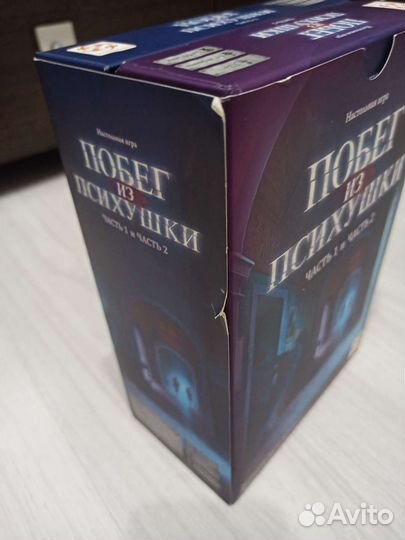 Настольная игра
ПОБЕГ
ИЗ
ПСИХУШКИ
ЧАСТЬ 1 и ЧАСТЬ 2
Настольная игра
ПОБЕГ
ИЗ
ПСИХУШКИ
ЧАСТЬ 1 и ЧАСТЬ 2
Avito